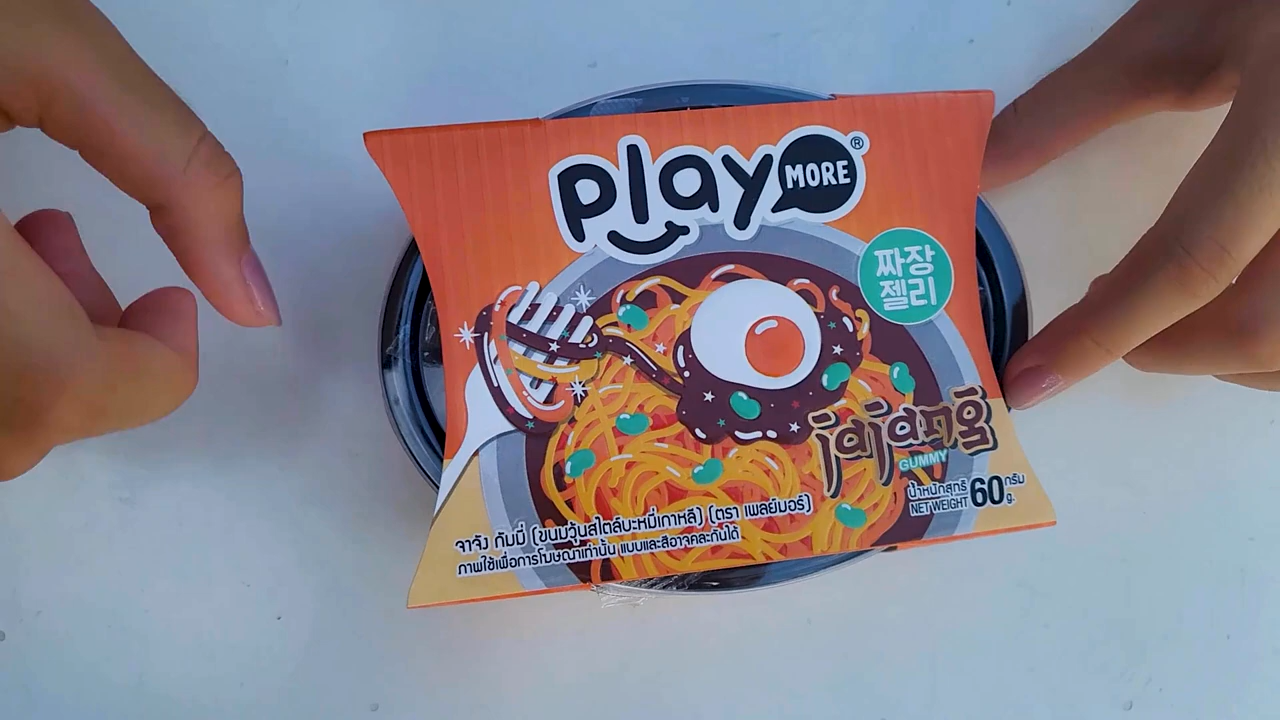 play MORE®
짜장
젤리
jajang
GUMMY
น้ำหนักสุทธิ 60 กรัม
NET WEIGHT g.
จาจัง กัมมี่ (ขนมวุ้นสไตล์บะหมี่เกาหลี) (ตรา เพลย์มอร์)
ภาพใช้เพื่อการโฆษณาเท่านั้น แบบและสีอาจคละกันได้